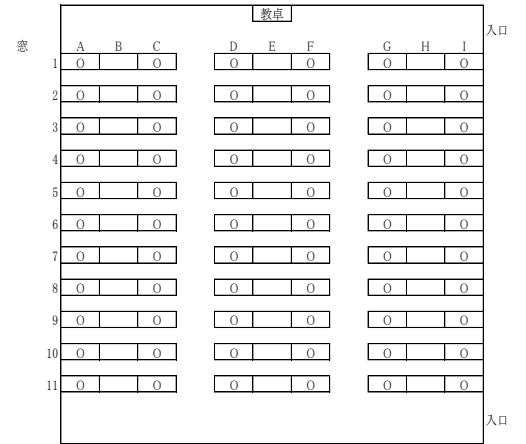 教卓
入口
窓 A B C D E F G H I
1 O O O O O O
2 O O O O O O
3 O O O O O O
4 O O O O O O
5 O O O O O O
6 O O O O O O
7 O O O O O O
8 O O O O O O
9 O O O O O O
10 O O O O O O
11 O O O O O O
入口